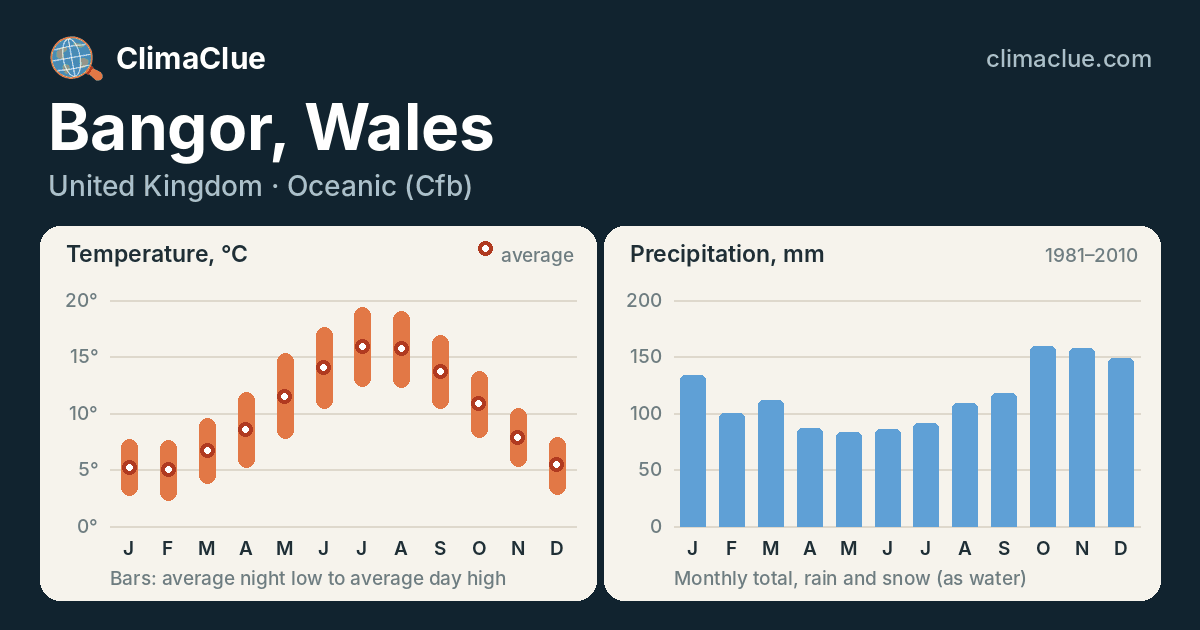 ClimaClue
climaclue.com
Bangor, Wales
United Kingdom · Oceanic (Cfb)
Temperature, °C
average
20°
15°
10°
5°
0°
J F M A M J J A S O N D
Bars: average night low to average day high
Precipitation, mm
1981–2010
200
150
100
50
0
J F M A M J J A S O N D
Monthly total, rain and snow (as water)